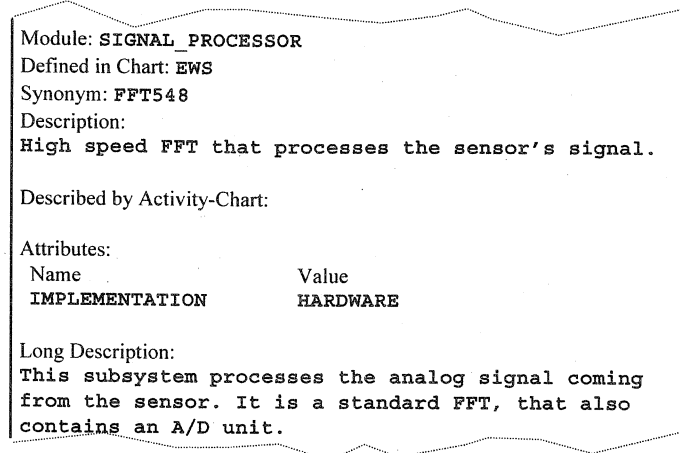 Module: SIGNAL_PROCESSOR
Defined in Chart: EWS
Synonym: FFT548
Description:
High speed FFT that processes the sensor's signal.
Described by Activity-Chart:
Attributes:
Name Value
IMPLEMENTATION HARDWARE
Long Description:
This subsystem processes the analog signal coming
from the sensor. It is a standard FFT, that also
contains an A/D unit.